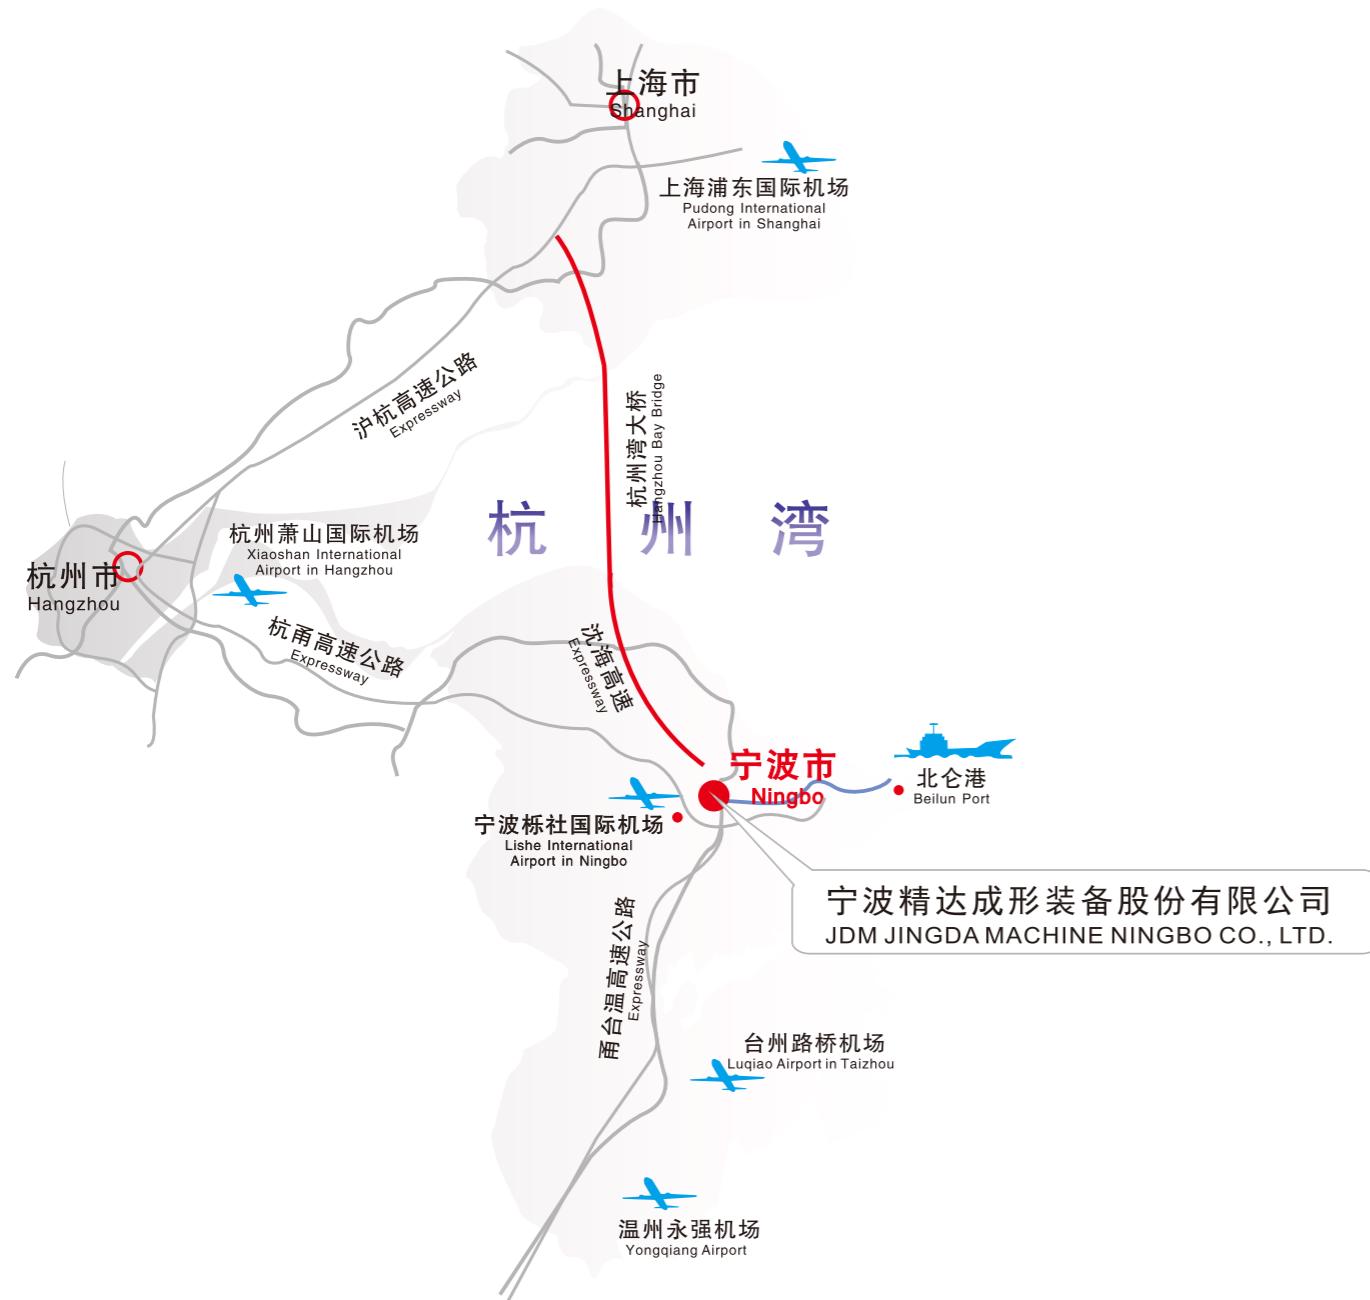 上海市
Shanghai
上海浦东国际机场
Pudong International
Airport in Shanghai
沪杭高速公路
Expressway
杭州湾大桥
Hangzhou Bay Bridge
杭州湾
杭州萧山国际机场
Xiaoshan International
Airport in Hangzhou
杭州市
Hangzhou
杭甬高速公路
Expressway
沈海高速
Expressway
宁波市
Ningbo
北仑港
Beilun Port
宁波栎社国际机场
Lishe International
Airport in Ningbo
宁波精达成形装备股份有限公司
JDM JINGDA MACHINE NINGBO CO., LTD.
甬台温高速公路
Expressway
台州路桥机场
Luqiao Airport in Taizhou
温州永强机场
Yongqiang Airport